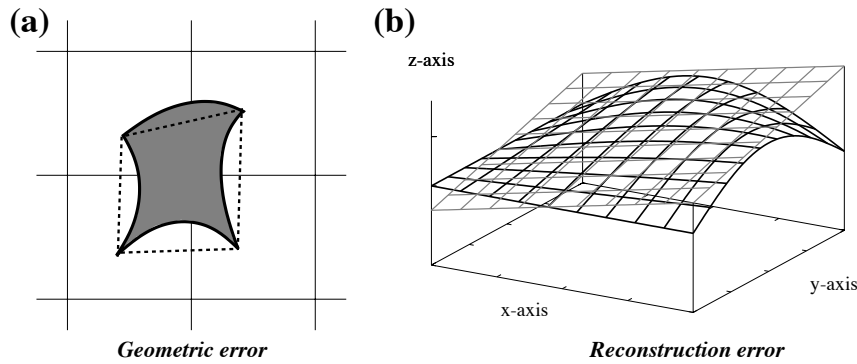 (a)
Geometric error
(b)
z-axis
x-axis
y-axis
Reconstruction error